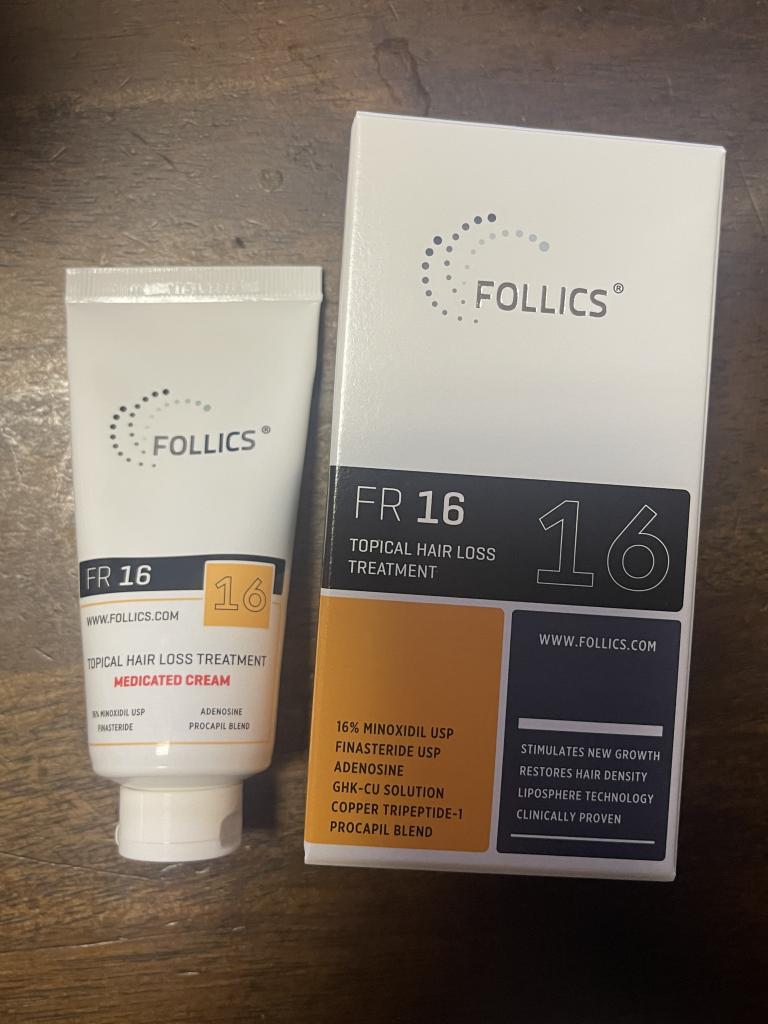 FOLLICS®
FR 16
16
WWW.FOLLICS.COM
TOPICAL HAIR LOSS TREATMENT
MEDICATED CREAM
16% MINOXIDIL USP
FINASTERIDE
ADENOSINE
PROCAPIL BLEND
FOLLICS®
FR 16
TOPICAL HAIR LOSS
TREATMENT
16
16% MINOXIDIL USP
FINASTERIDE USP
ADENOSINE
GHK-CU SOLUTION
COPPER TRIPEPTIDE-1
PROCAPIL BLEND
WWW.FOLLICS.COM
STIMULATES NEW GROWTH
RESTORES HAIR DENSITY
LIPOSPHERE TECHNOLOGY
CLINICALLY PROVEN